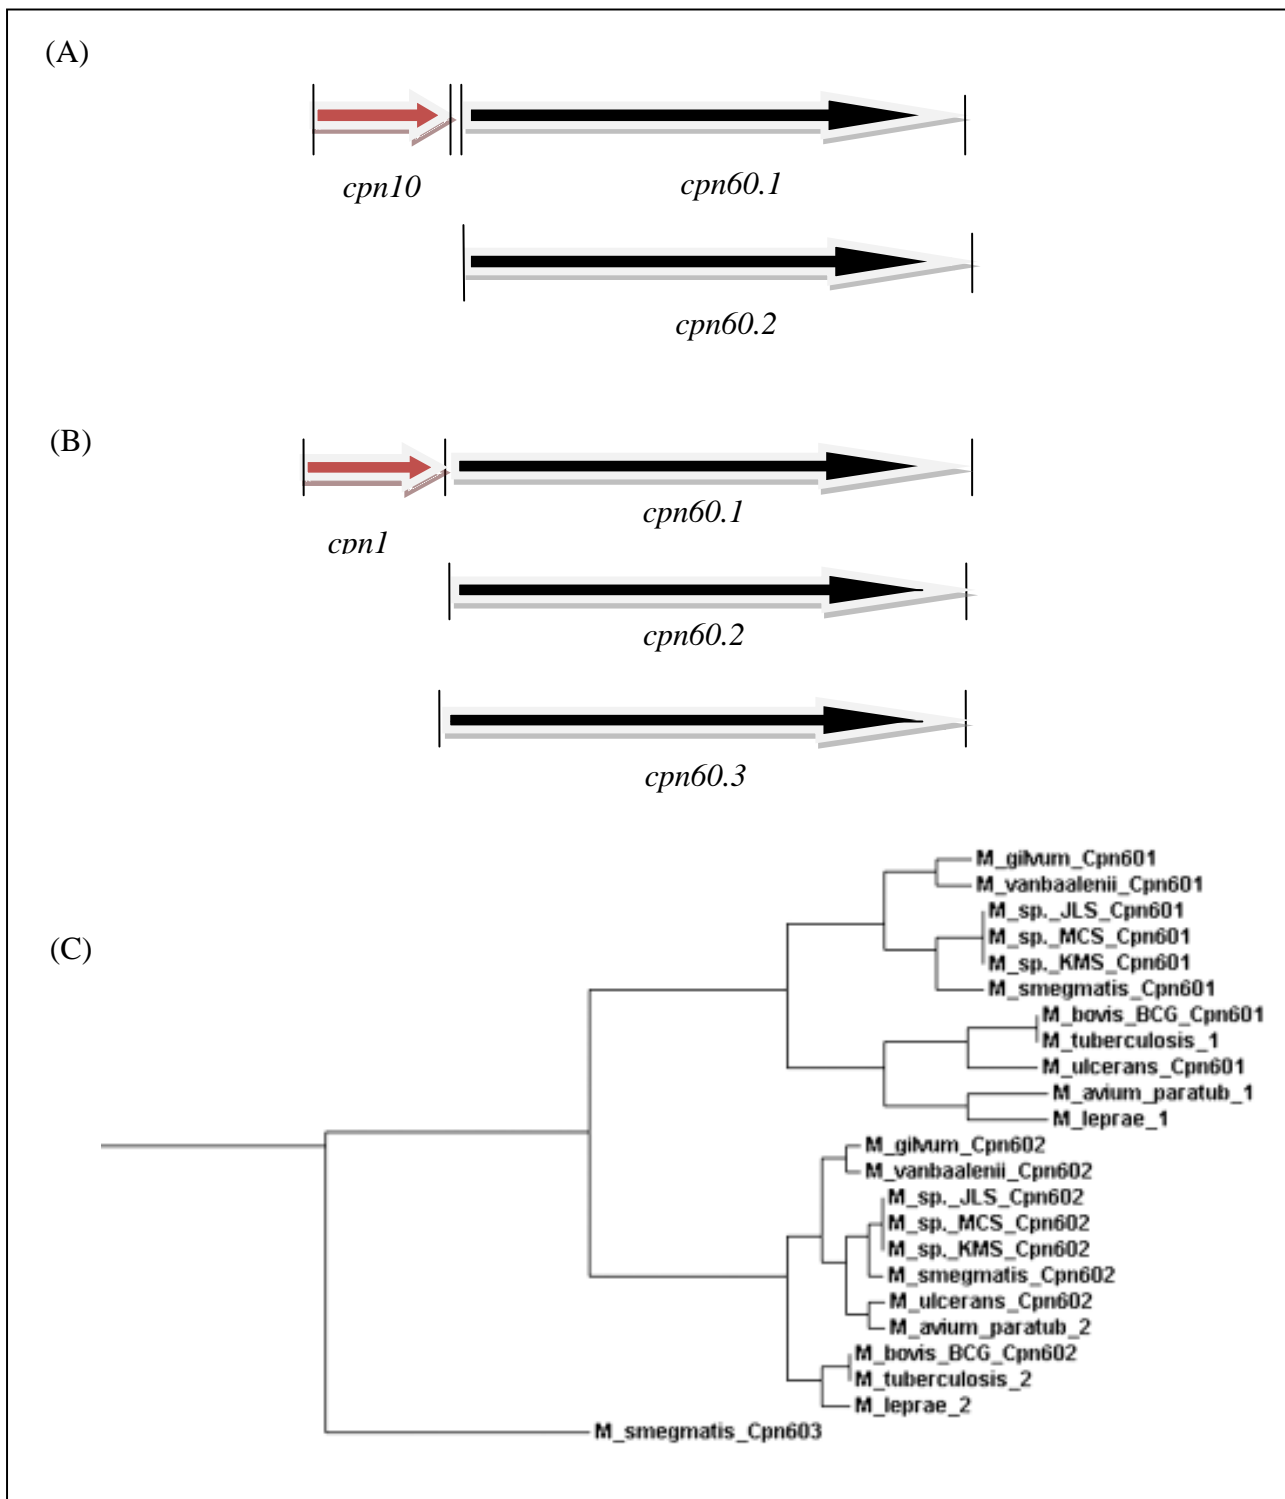 (A)
cpn10
cpn60.1
cpn60.2
(B)
cpn1
cpn60.1
cpn60.2
cpn60.3
(C)
M_gilvum_Cpn601
M_vanbaalenii_Cpn601
M_sp._JLS_Cpn601
M_sp._MCS_Cpn601
M_sp._KMS_Cpn601
M_smegmatis_Cpn601
M_bovis_BCG_Cpn601
M_tuberculosis_1
M_ulcerans_Cpn601
M_avium_paratub_1
M_leprae_1
M_gilvum_Cpn602
M_vanbaalenii_Cpn602
M_sp._JLS_Cpn602
M_sp._MCS_Cpn602
M_sp._KMS_Cpn602
M_smegmatis_Cpn602
M_ulcerans_Cpn602
M_avium_paratub_2
M_bovis_BCG_Cpn602
M_tuberculosis_2
M_leprae_2
M_smegmatis_Cpn603